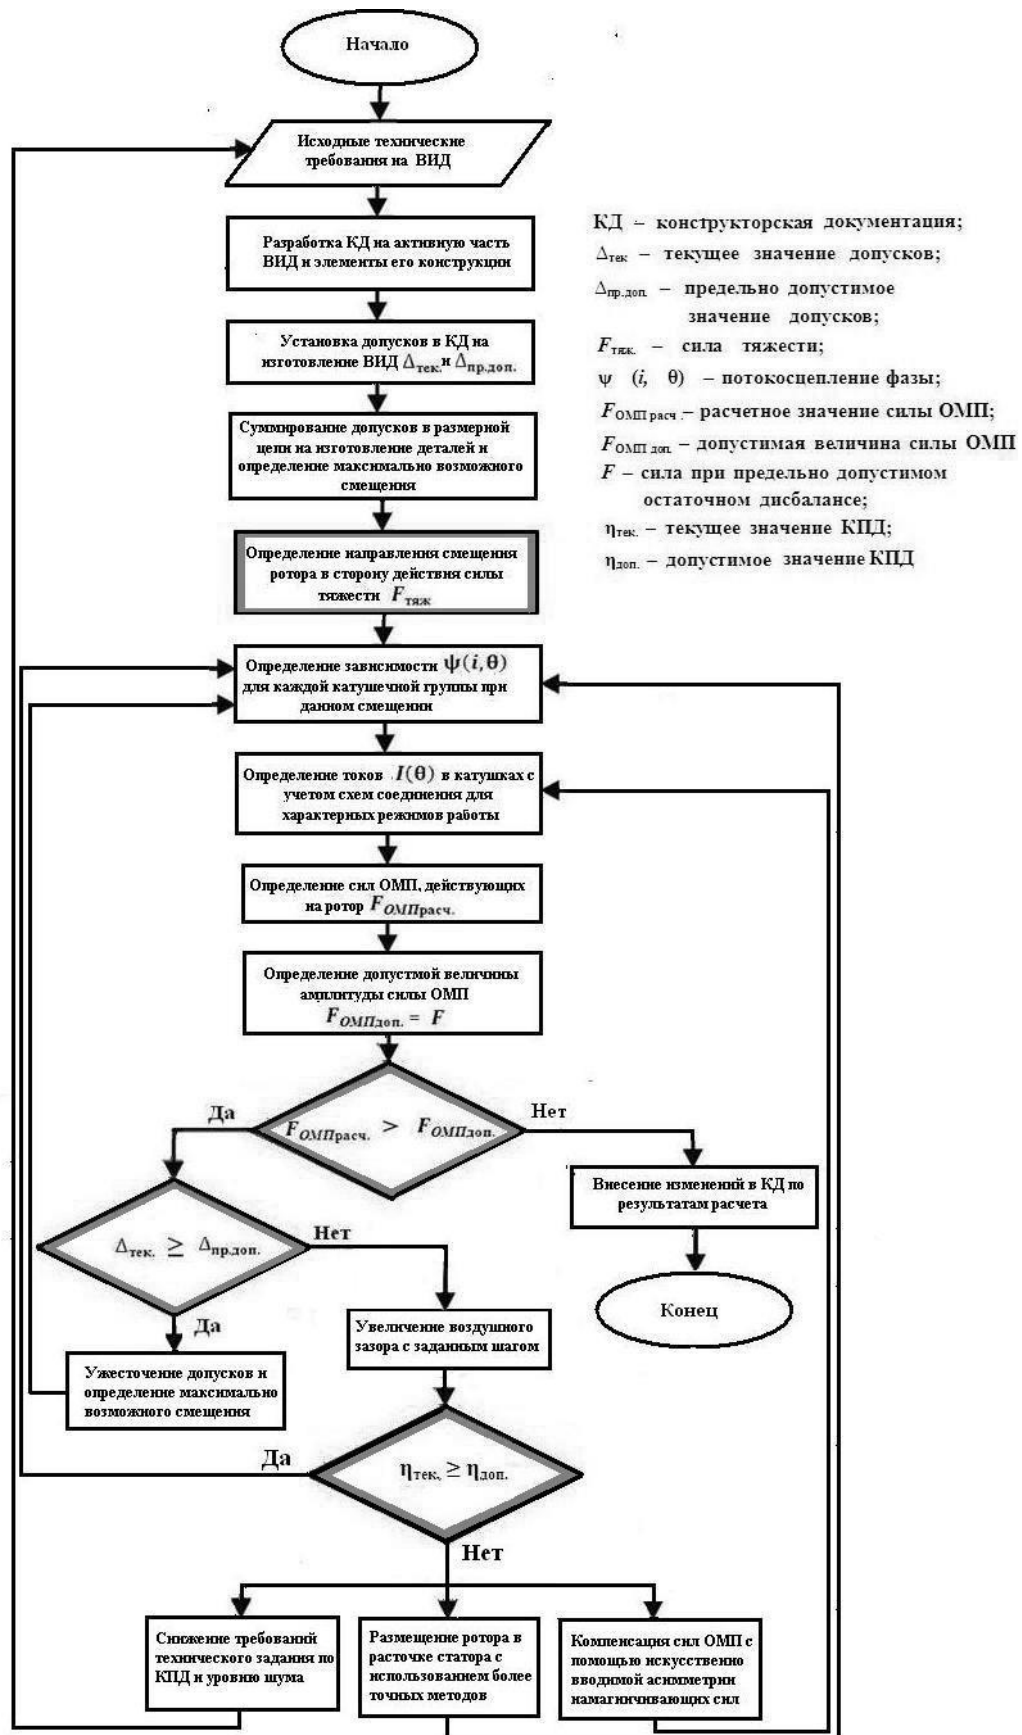 Начало
Исходные технические
требования на ВИД
Разработка КД на активную часть
ВИД и элементы его конструкции
Установка допусков в КД на
изготовление ВИД Δтек. и Δпр.доп.
Суммирование допусков в размерной
цепи на изготовление деталей и
определение максимально возможного
смещения
Определение направления смещения
ротора в сторону действия силы
тяжести Fтяж
Определение зависимости ψ(i,θ)
для каждой катушечной группы при
данном смещении
Определение токов I(θ) в катушках с
учетом схем соединения для
характерных режимов работы
Определение сил ОМП, действующих
на ротор FОМПрасч.
Определение допустмой величины
амплитуды силы ОМП
FОМПдоп. = F
FОМПрасч. > FОМПдоп.
Да
Нет
Внесение изменений в КД по
результатам расчета
Конец
Δтек. ≥ Δпр.доп.
Нет
Да
Ужесточение допусков и
определение максимально
возможного смещения
Увеличение воздушного
зазора с заданным шагом
ηтек. ≥ ηдоп.
Да
Нет
Снижение требований
технического задания по
КПД и уровню шума
Размещение ротора в
расточке статора с
использованием более
точных методов
Компенсация сил ОМП с
помощью искусственно
вводимой асимметрии
намагничивающих сил
КД – конструкторская документация;
Δтек – текущее значение допусков;
Δпр.доп. – предельно допустимое
значение допусков;
Fтяж. – сила тяжести;
ψ (i, θ) – потокосцепление фазы;
FОМП расч. – расчетное значение силы ОМП;
FОМП доп. – допустимая величина силы ОМП
F – сила при предельно допустимом
остаточном дисбалансе;
ηтек. – текущее значение КПД;
ηдоп. – допустимое значение КПД